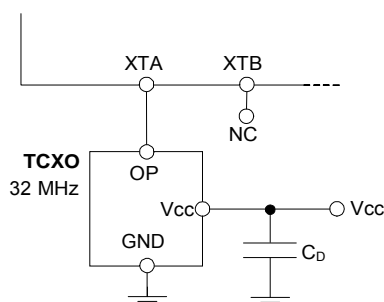 XTA
XTB
NC
TCXO
32 MHz
OP
Vcc
Vcc
GND
CD